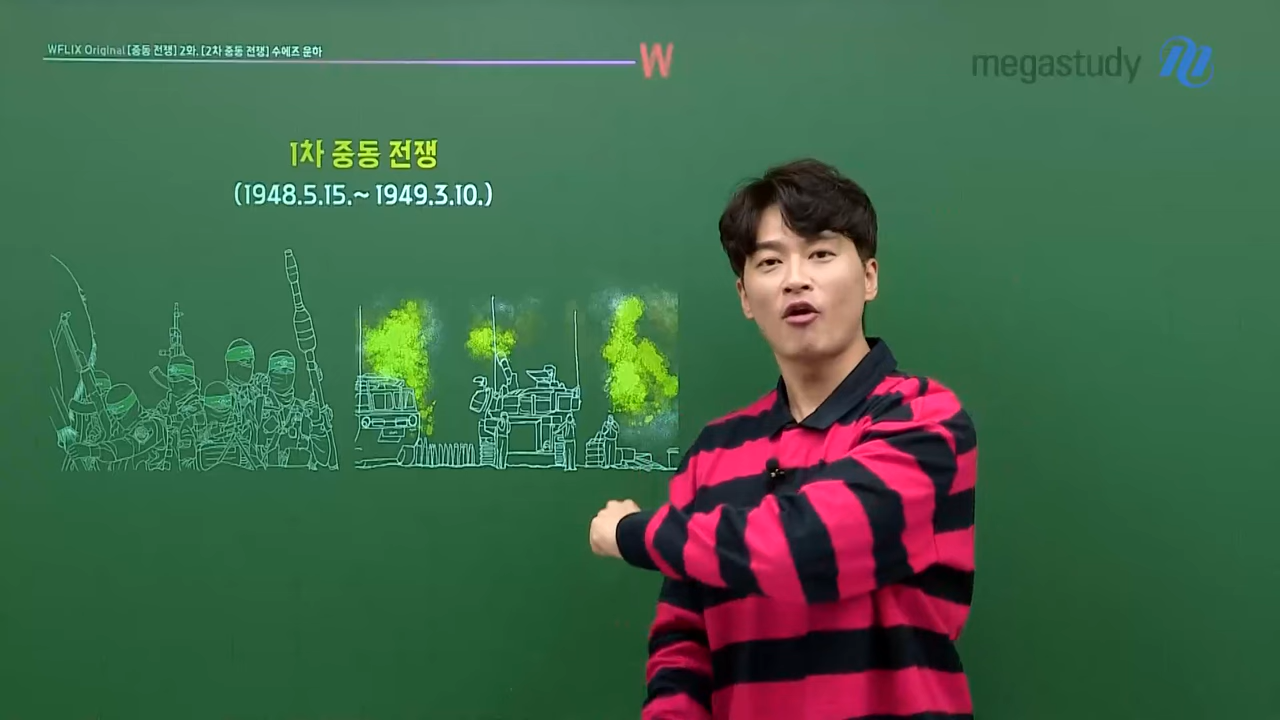 WFLIX Original [중동 전쟁] 2화. [2차 중동 전쟁] 수에즈 운하
W
megastudy
1차 중동 전쟁
(1948.5.15.~ 1949.3.10.)